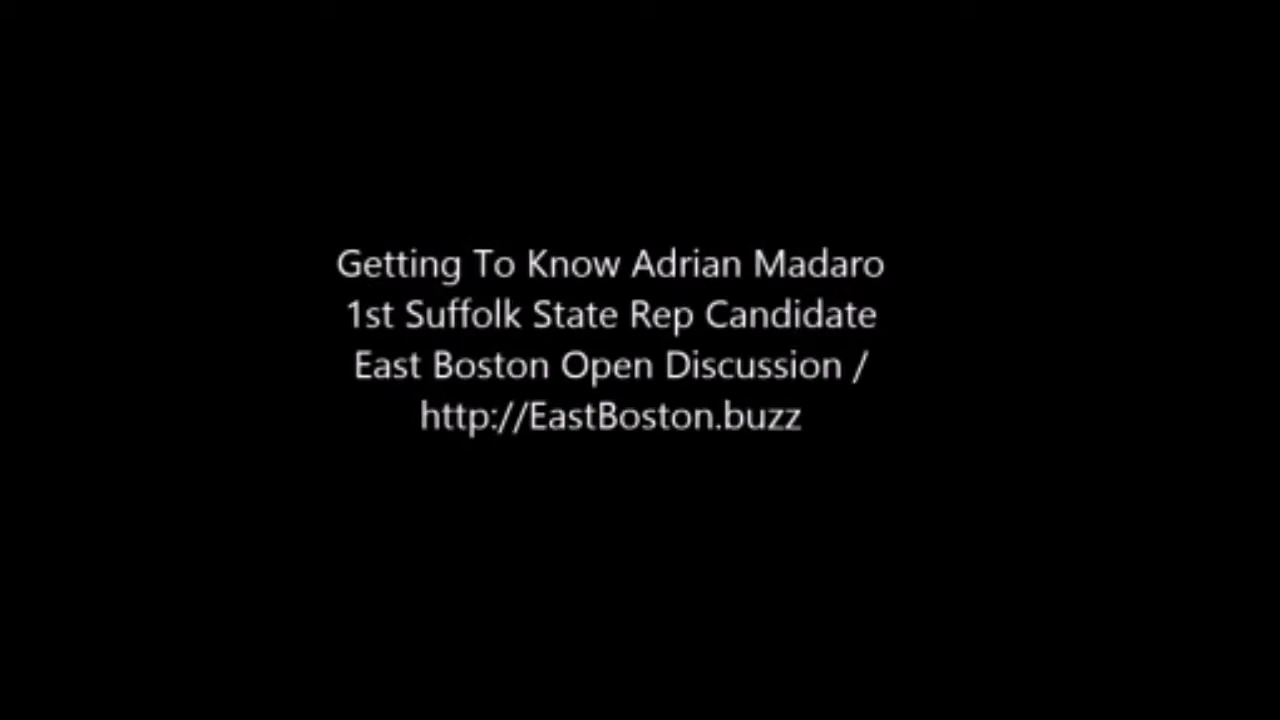 Getting To Know Adrian Madaro
1st Suffolk State Rep Candidate
East Boston Open Discussion /
http://EastBoston.buzz